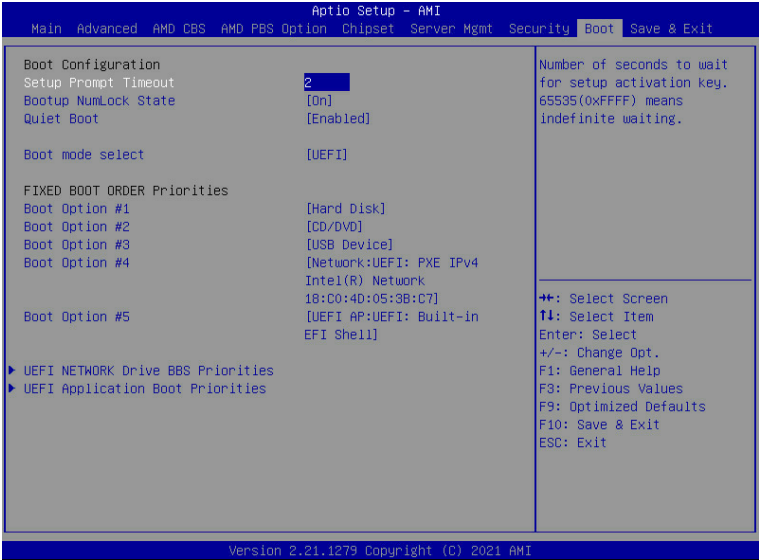 Aptio Setup – AMI
Main Advanced AMD CBS AMD PBS Option Chipset Server Mgmt Security Boot Save & Exit
Boot Configuration
Setup Prompt Timeout 2
Bootup NumLock State [On]
Quiet Boot [Enabled]
Boot mode select [UEFI]
FIXED BOOT ORDER Priorities
Boot Option #1 [Hard Disk]
Boot Option #2 [CD/DVD]
Boot Option #3 [USB Device]
Boot Option #4 [Network:UEFI: PXE IPv4
Intel(R) Network
18:C0:4D:05:3B:C7]
Boot Option #5 [UEFI AP:UEFI: Built-in
EFI Shell]
UEFI NETWORK Drive BBS Priorities
UEFI Application Boot Priorities
Number of seconds to wait
for setup activation key.
65535(0xFFFF) means
indefinite waiting.
→←: Select Screen
↑↓: Select Item
Enter: Select
+/-: Change Opt.
F1: General Help
F3: Previous Values
F9: Optimized Defaults
F10: Save & Exit
ESC: Exit
Version 2.21.1279 Copyright (C) 2021 AMI